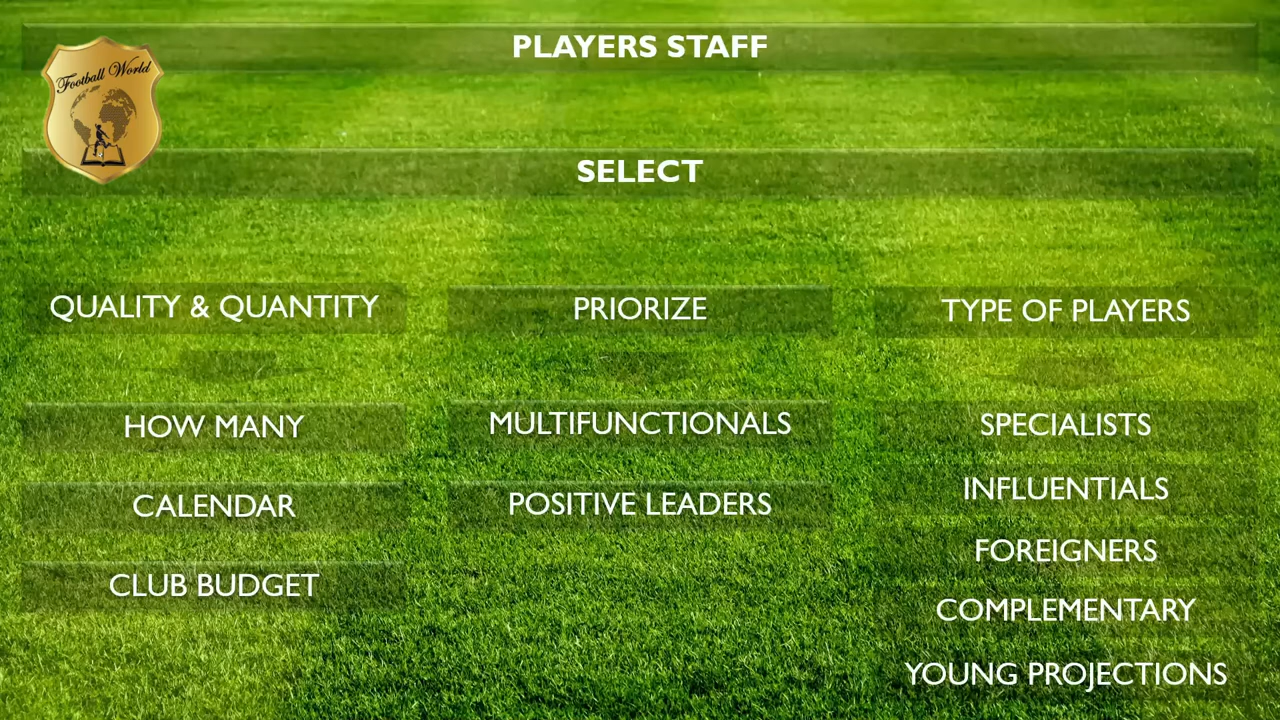 PLAYERS STAFF
Football World
SELECT
QUALITY & QUANTITY
HOW MANY
CALENDAR
CLUB BUDGET
PRIORIZE
MULTIFUNCTIONALS
POSITIVE LEADERS
TYPE OF PLAYERS
SPECIALISTS
INFLUENTIALS
FOREIGNERS
COMPLEMENTARY
YOUNG PROJECTIONS